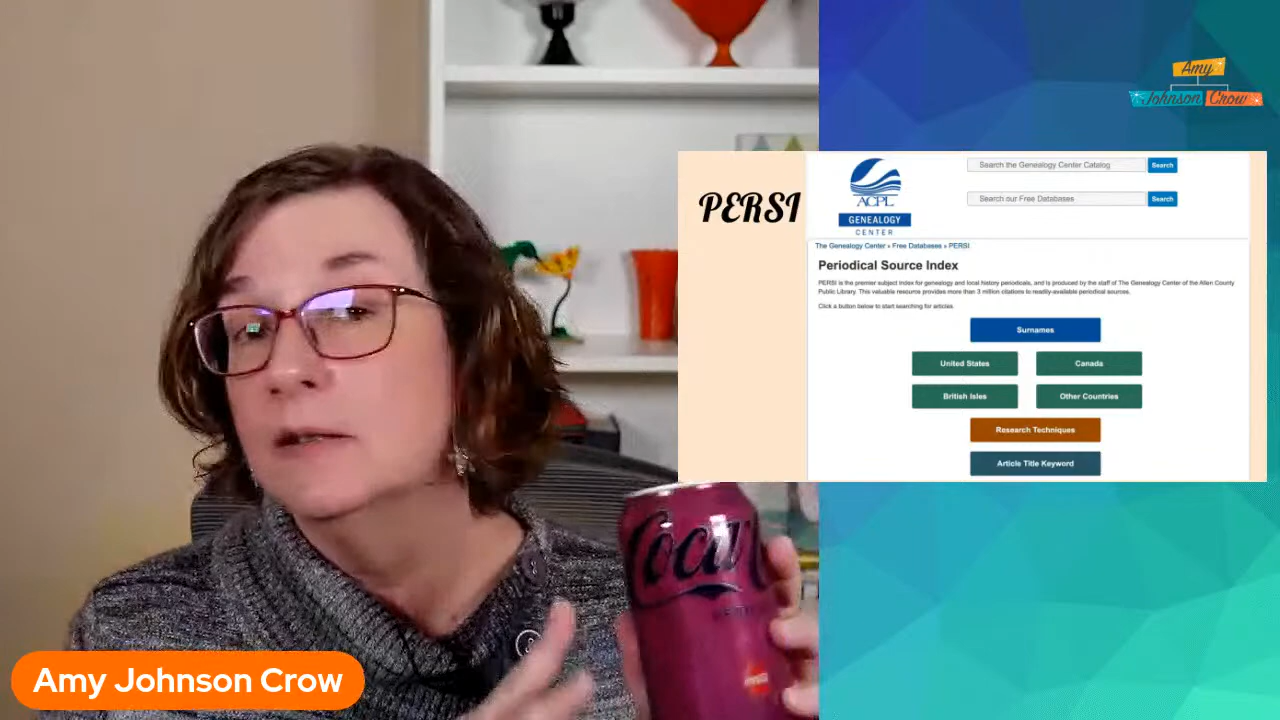 Amy
Johnson Crow
PERSI
ACPL
GENEALOGY
CENTER
Search the Genealogy Center Catalog Search
Search our Free Databases Search
The Genealogy Center » Free Databases » PERSI
Periodical Source Index
PERSI is the premier subject index for genealogy and local history periodicals, and is produced by the staff of The Genealogy Center of the Allen County
Public Library. This valuable resource provides more than 3 million citations to readily-available periodical sources.
Click a button below to start searching for articles.
Surnames
United States Canada
British Isles Other Countries
Research Techniques
Article Title Keyword
Amy Johnson Crow